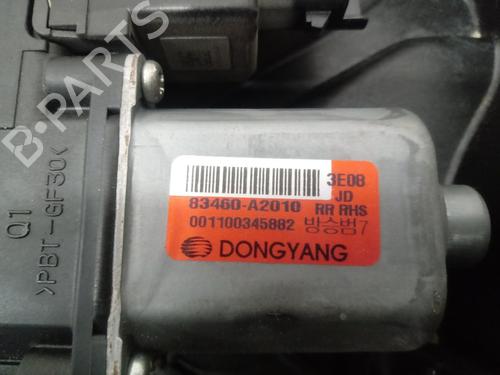 B-PARTS
3E08
JD
83460-A2010 RR RHS
001100345882 방승범7
DONGYANG
Q1
>PBT-GF30<